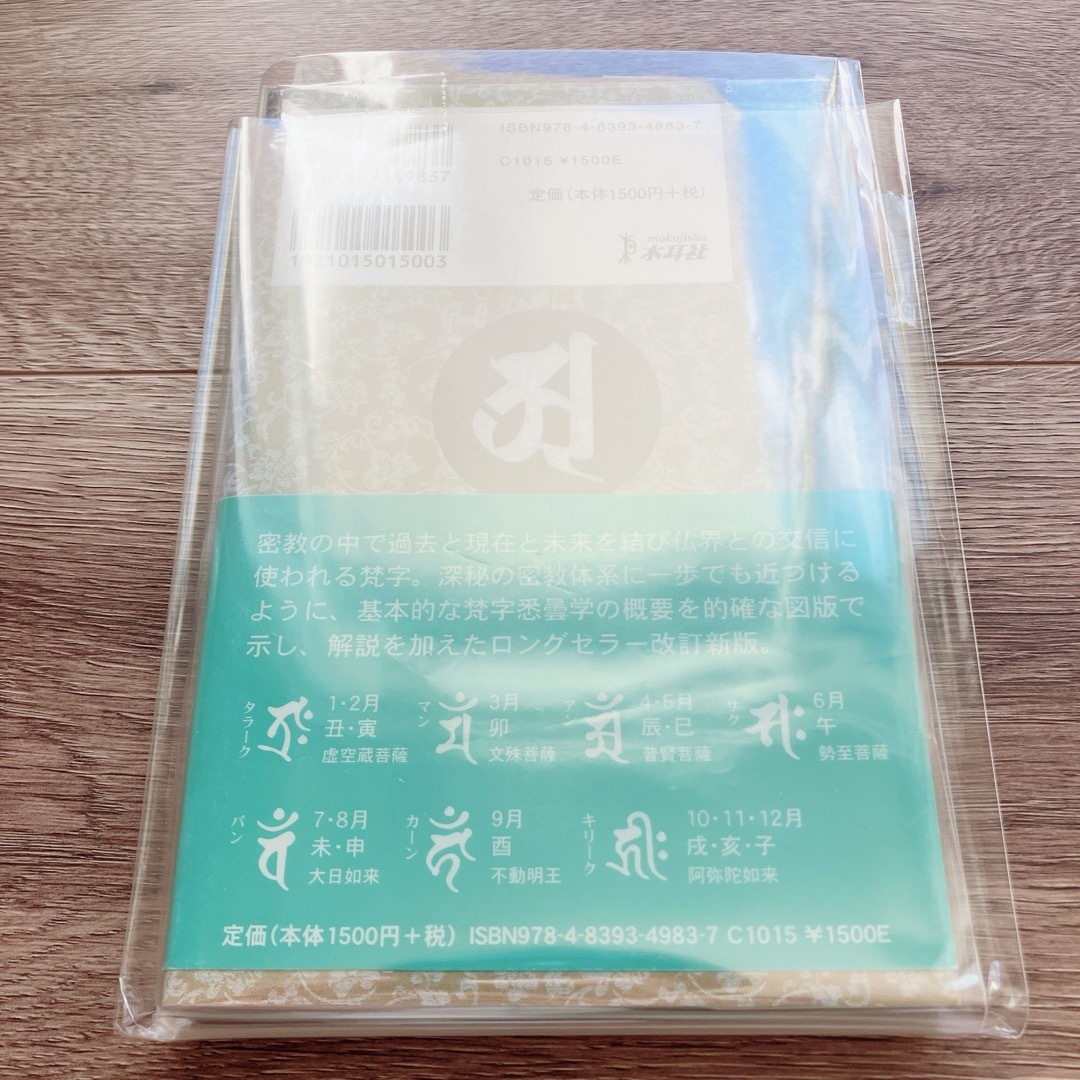 ISBN978-4-8393-4983-7
C1015 ¥1500E
定価(本体1500円+税)
mokujisha
木耳社
1921015015003
密教の中で過去と現在と未来を結び仏界との交信に
使われる梵字。深秘の密教体系に一歩でも近づける
ように、基本的な梵字悉曇学の概要を的確な図版で
示し、解説を加えたロングセラー改訂新版。
タラーク
1・2月
丑・寅
虚空蔵菩薩
マン
3月
卯
文殊菩薩
アン
4・5月
辰・巳
普賢菩薩
サク
6月
午
勢至菩薩
バン
7・8月
未・申
大日如来
カーン
9月
酉
不動明王
キリーク
10・11・12月
戌・亥・子
阿弥陀如来
定価(本体1500円+税) ISBN978-4-8393-4983-7 C1015 ¥1500E